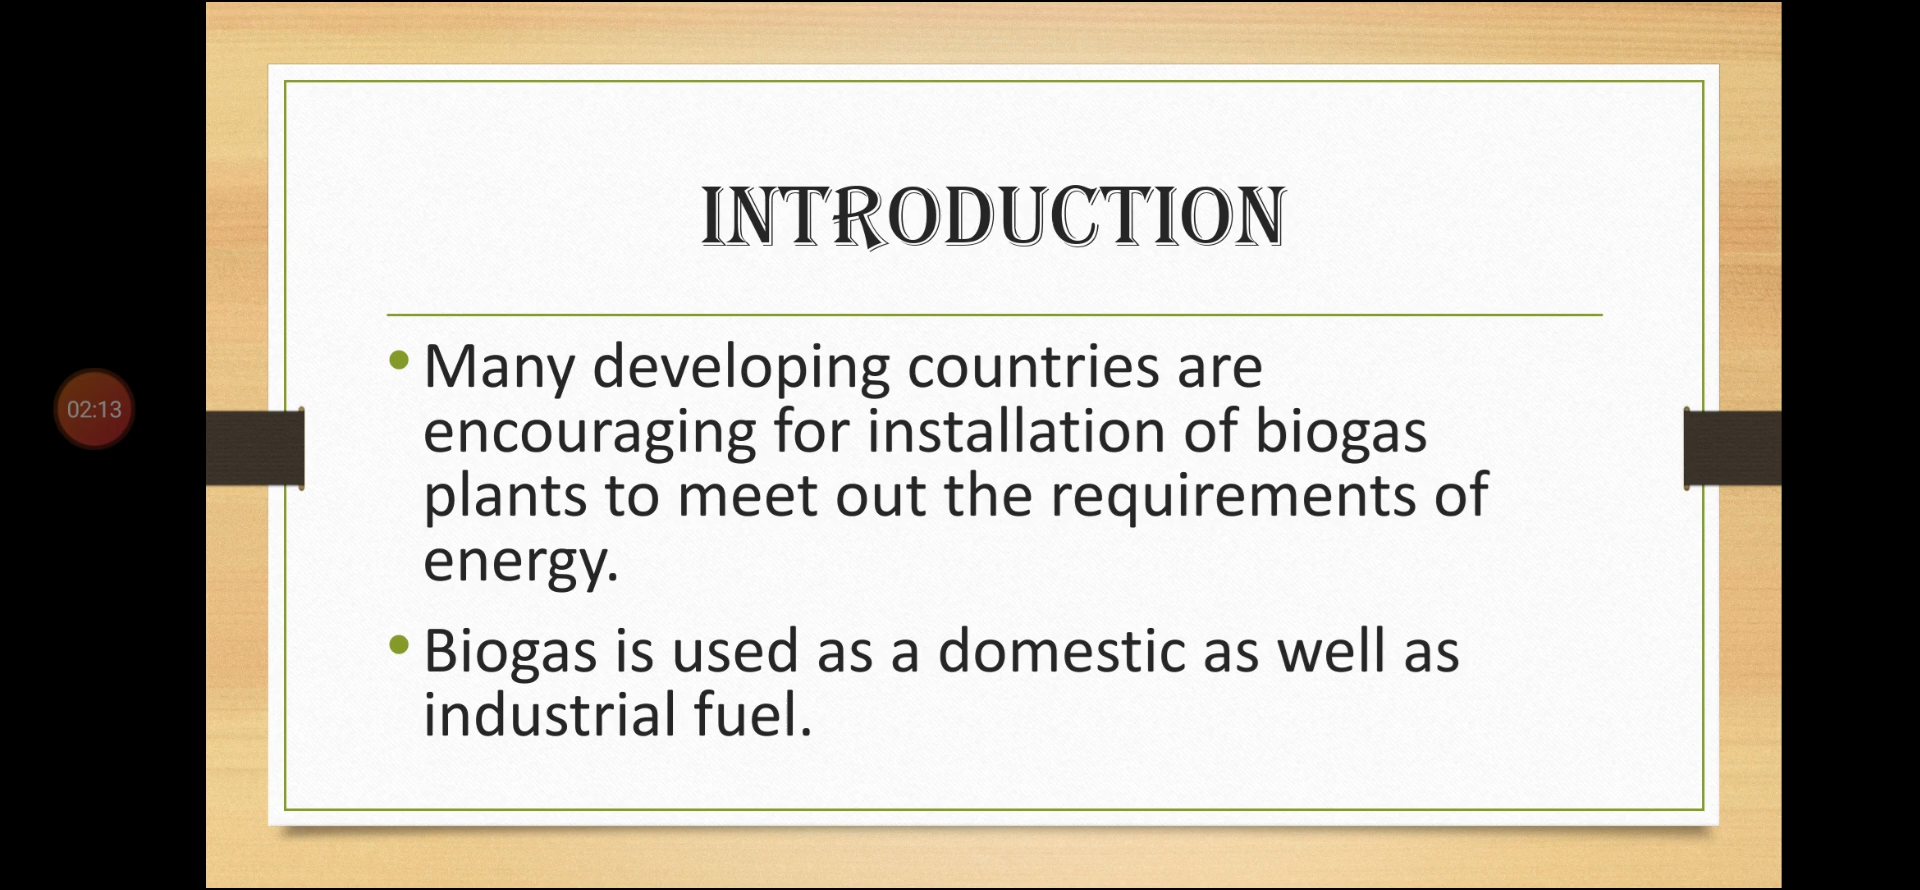 INTRODUCTION
• Many developing countries are
encouraging for installation of biogas
plants to meet out the requirements of
energy.
• Biogas is used as a domestic as well as
industrial fuel.
02:13